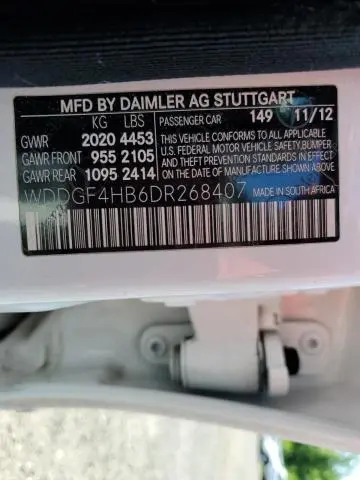 MFD BY DAIMLER AG STUTTGART
KG LBS PASSENGER CAR 149 11/12
GVWR 2020 4453
GAWR FRONT 955 2105
GAWR REAR 1095 2414
THIS VEHICLE CONFORMS TO ALL APPLICABLE
U.S. FEDERAL MOTOR VEHICLE SAFETY, BUMPER
AND THEFT PREVENTION STANDARDS IN EFFECT
ON THE DATE OF MANUFACTURE SHOWN ABOVE.
WDDGF4HB6DR268407 MADE IN SOUTH AFRICA